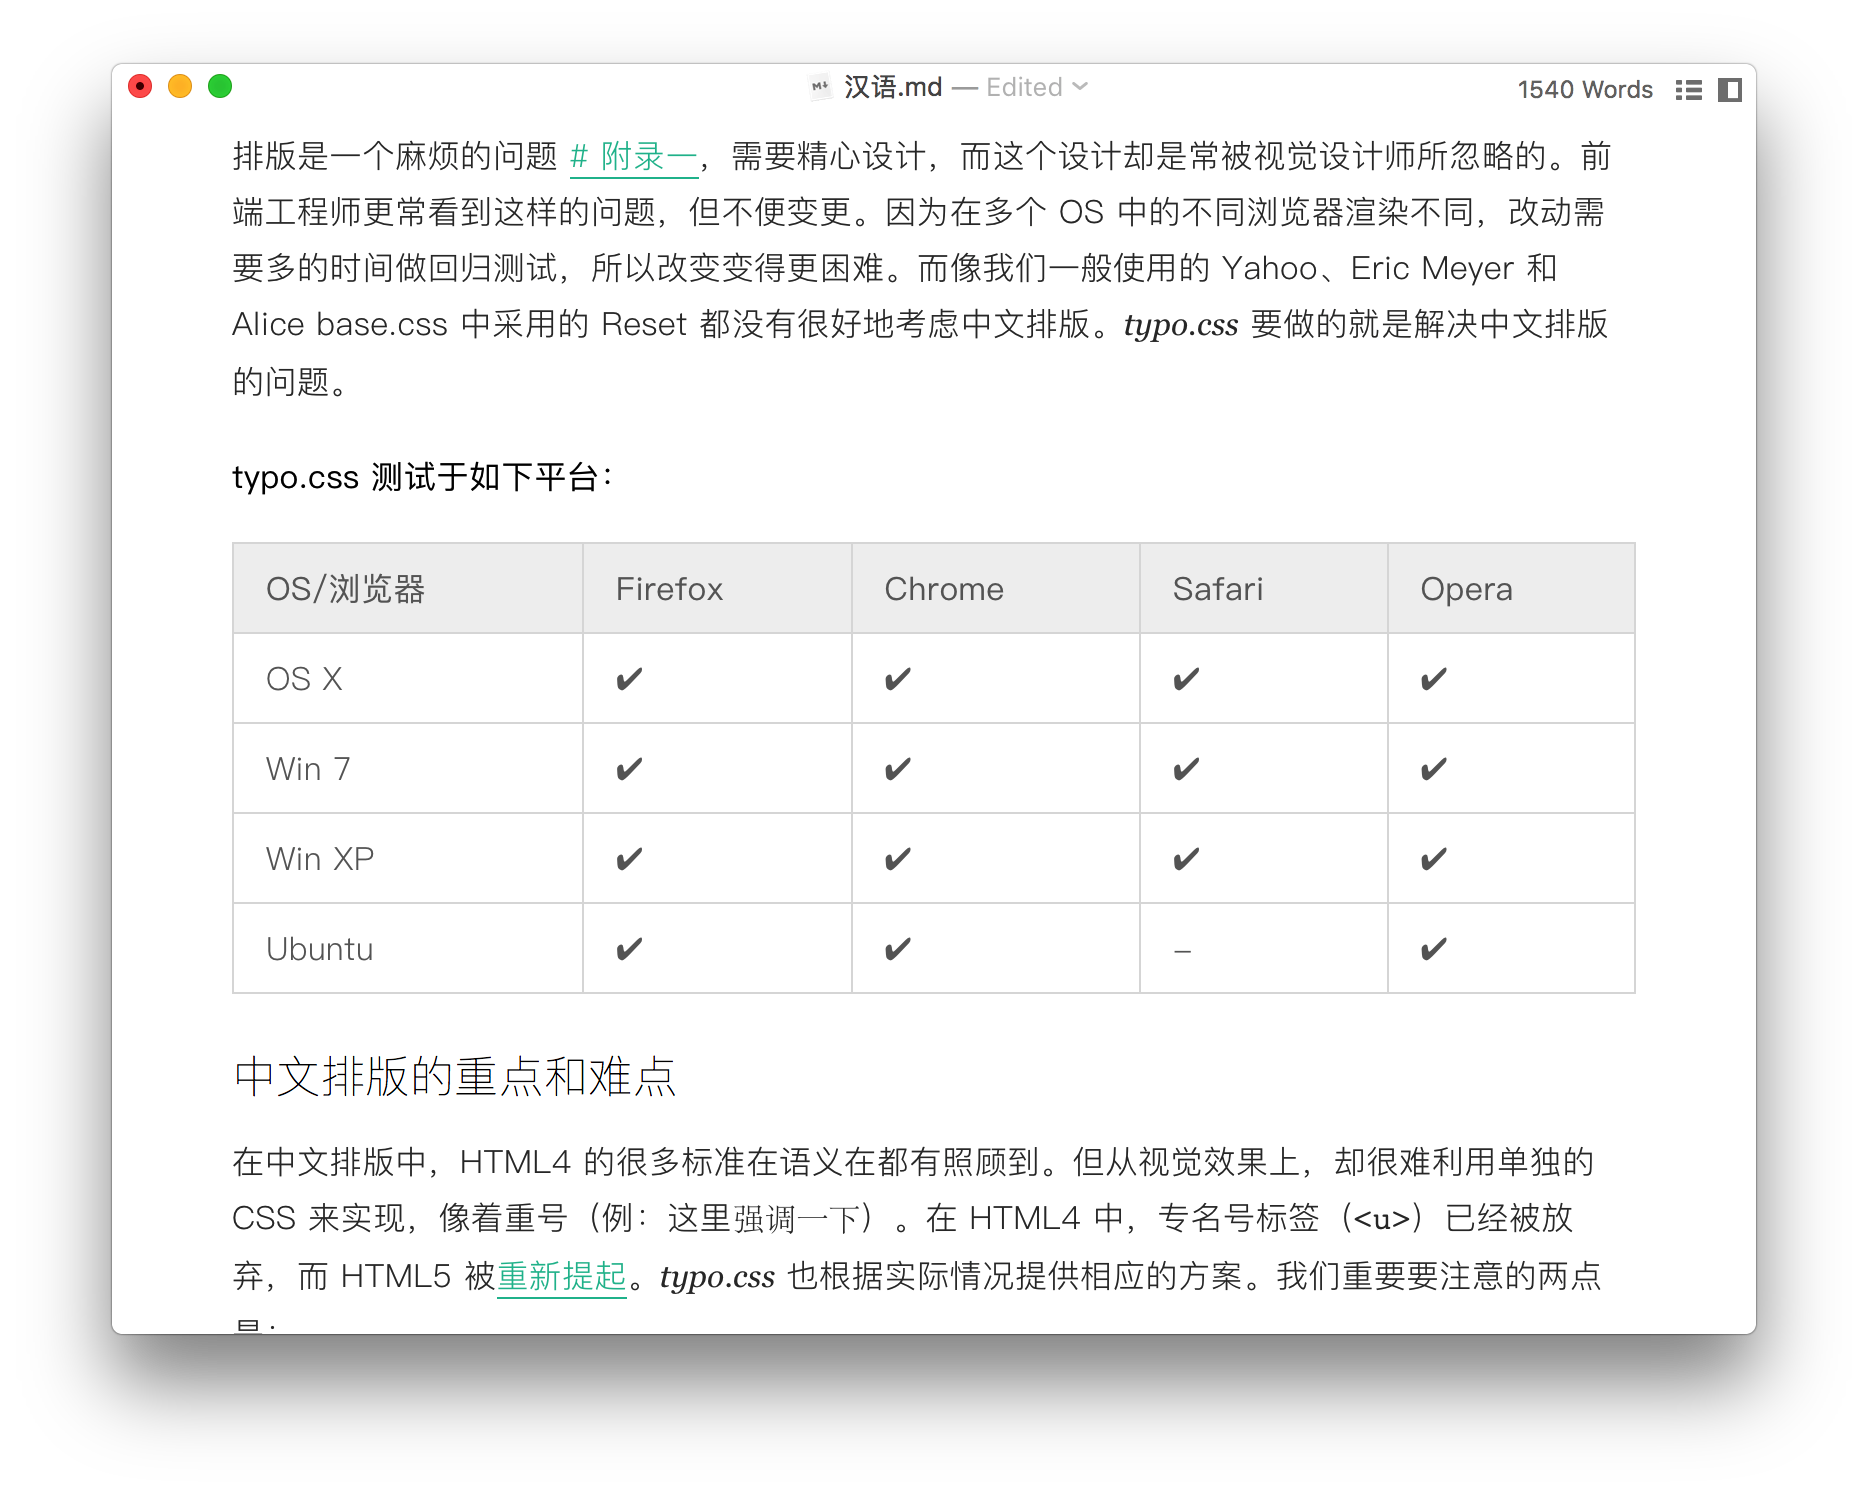 汉语.md — Edited
1540 Words
排版是一个麻烦的问题 # 附录一，需要精心设计，而这个设计却是常被视觉设计师所忽略的。前
端工程师更常看到这样的问题，但不便变更。因为在多个 OS 中的不同浏览器渲染不同，改动需
要多的时间做回归测试，所以改变变得更困难。而像我们一般使用的 Yahoo、Eric Meyer 和
Alice base.css 中采用的 Reset 都没有很好地考虑中文排版。typo.css 要做的就是解决中文排版
的问题。
typo.css 测试于如下平台：
OS/浏览器 Firefox Chrome Safari Opera
OS X ✔ ✔ ✔ ✔
Win 7 ✔ ✔ ✔ ✔
Win XP ✔ ✔ ✔ ✔
Ubuntu ✔ ✔ – ✔
中文排版的重点和难点
在中文排版中，HTML4 的很多标准在语义在都有照顾到。但从视觉效果上，却很难利用单独的
CSS 来实现，像着重号（例：这里强调一下）。在 HTML4 中，专名号标签（<u>）已经被放
弃，而 HTML5 被重新提起。typo.css 也根据实际情况提供相应的方案。我们重要要注意的两点
是：